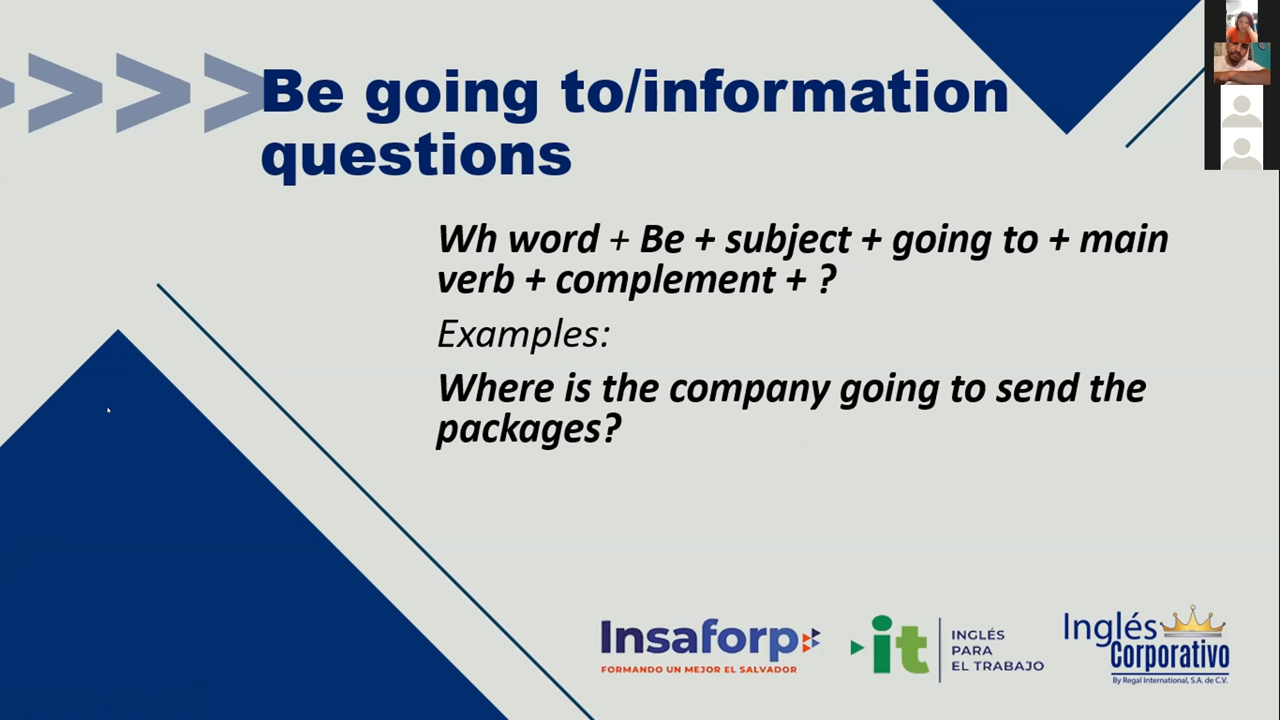 Be going to/information
questions
Wh word + Be + subject + going to + main
verb + complement + ?
Examples:
Where is the company going to send the
packages?
Insaforp
FORMANDO UN MEJOR EL SALVADOR
it
INGLÉS
PARA
EL TRABAJO
Inglés
Corporativo
By Regal International, S.A. de C.V.